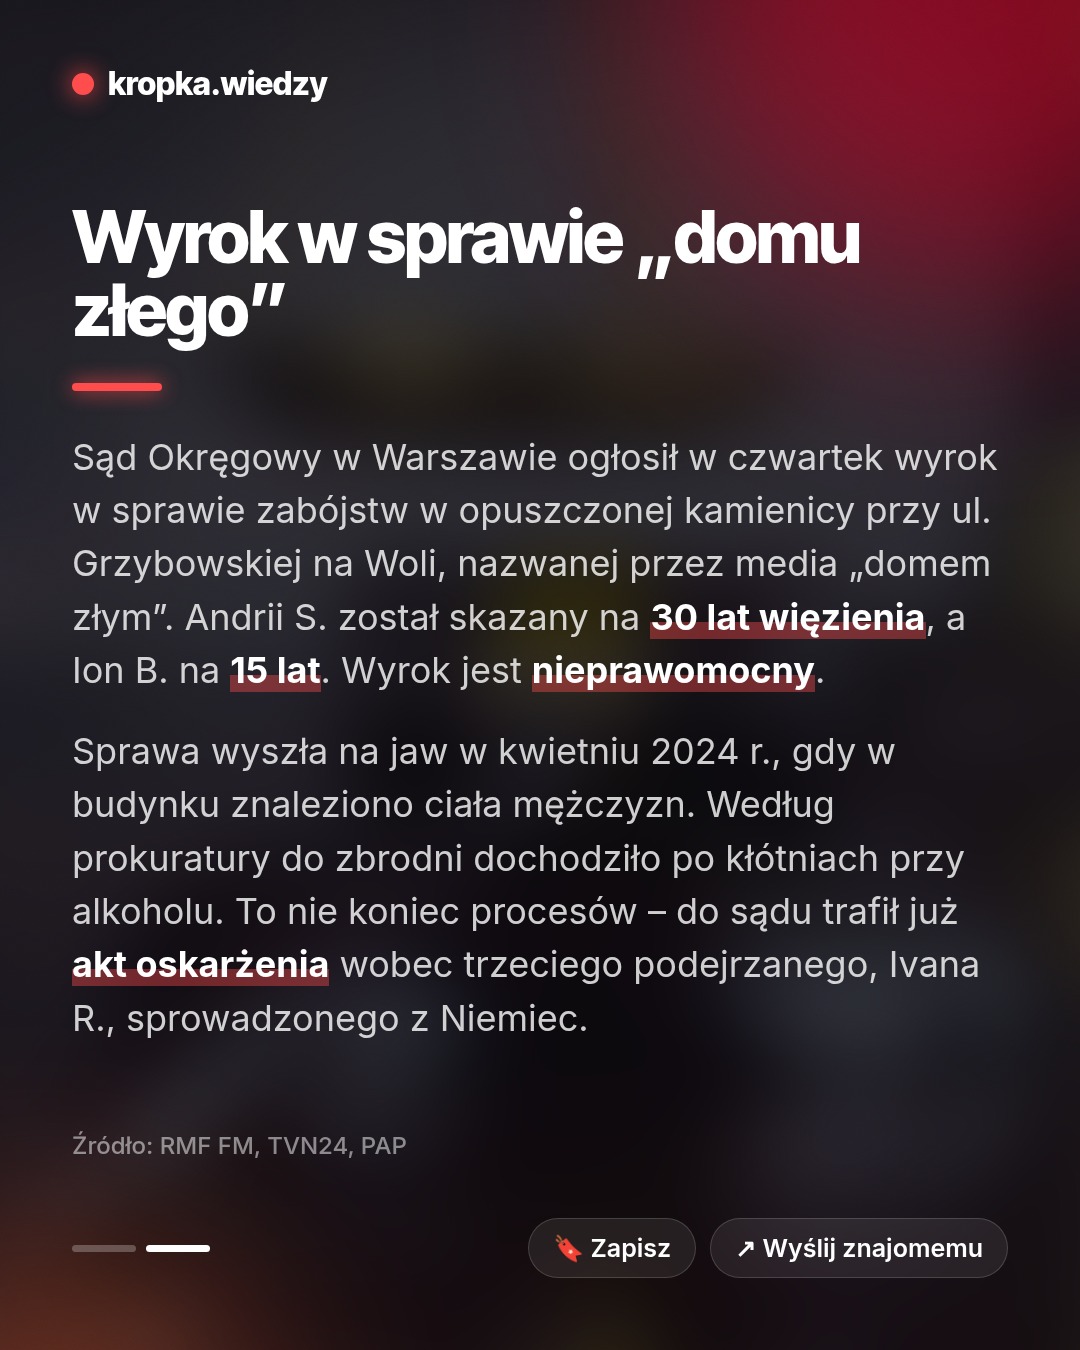 kropka.wiedzy
Wyrok w sprawie „domu
złego”
Sąd Okręgowy w Warszawie ogłosił w czwartek wyrok
w sprawie zabójstw w opuszczonej kamienicy przy ul.
Grzybowskiej na Woli, nazwanej przez media „domem
złym”. Andrii S. został skazany na 30 lat więzienia, a
Ion B. na 15 lat. Wyrok jest nieprawomocny.
Sprawa wyszła na jaw w kwietniu 2024 r., gdy w
budynku znaleziono ciała mężczyzn. Według
prokuratury do zbrodni dochodziło po kłótniach przy
alkoholu. To nie koniec procesów – do sądu trafił już
akt oskarżenia wobec trzeciego podejrzanego, Ivana
R., sprowadzonego z Niemiec.
Źródło: RMF FM, TVN24, PAP
🔖 Zapisz
↗ Wyślij znajomemu